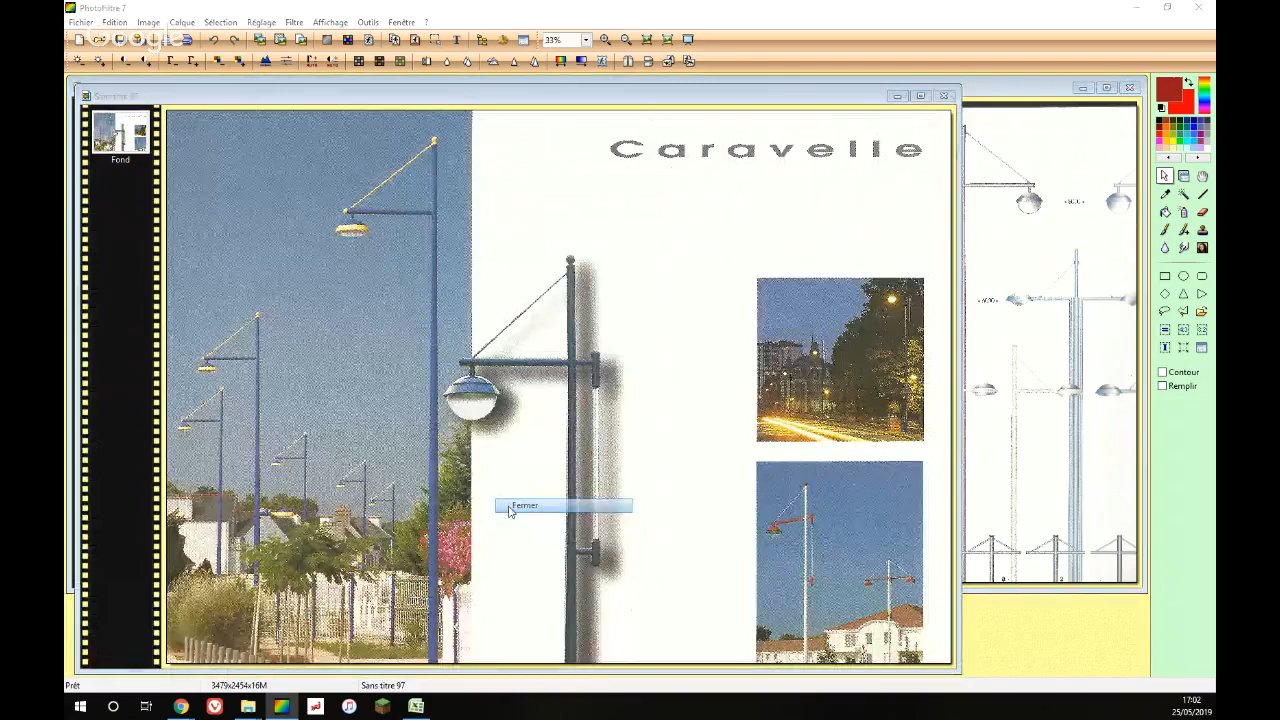 PhotoFiltre 7
Fichier Edition Image Calque Sélection Réglage Filtre Affichage Outils Fenêtre ?
Google
33%
Fond
Caravelle
Fermer
Contour
Remplir
Prêt 3479x2454x16M Sans titre 97
17:02
25/05/2019